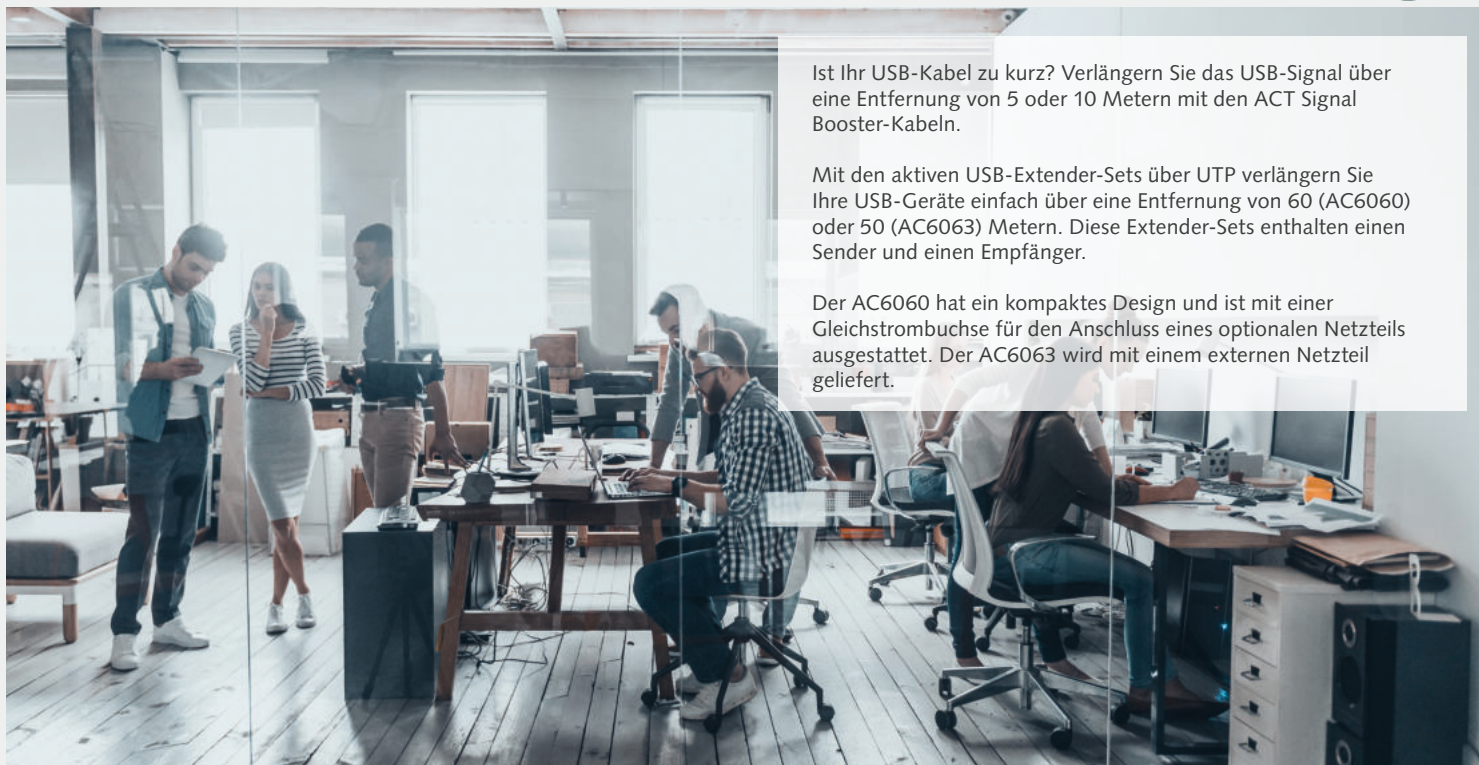 Ist Ihr USB-Kabel zu kurz? Verlängern Sie das USB-Signal über
eine Entfernung von 5 oder 10 Metern mit den ACT Signal
Booster-Kabeln.
Mit den aktiven USB-Extender-Sets über UTP verlängern Sie
Ihre USB-Geräte einfach über eine Entfernung von 60 (AC6060)
oder 50 (AC6063) Metern. Diese Extender-Sets enthalten einen
Sender und einen Empfänger.
Der AC6060 hat ein kompaktes Design und ist mit einer
Gleichstrombuchse für den Anschluss eines optionalen Netzteils
ausgestattet. Der AC6063 wird mit einem externen Netzteil
geliefert.